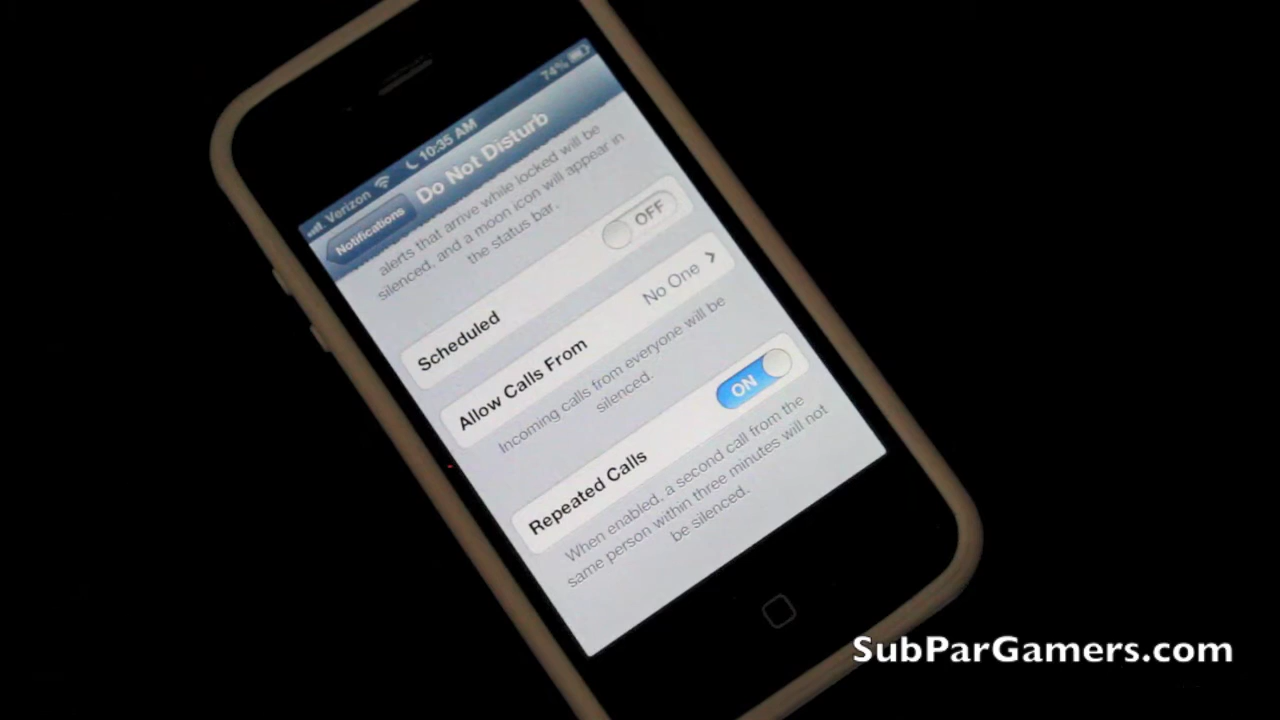 Verizon 10:35 AM 74%
Notifications Do Not Disturb
alerts that arrive while locked will be
silenced, and a moon icon will appear in
the status bar.
Scheduled OFF
Allow Calls From No One
Incoming calls from everyone will be
silenced.
Repeated Calls ON
When enabled, a second call from the
same person within three minutes will not
be silenced.
SubParGamers.com